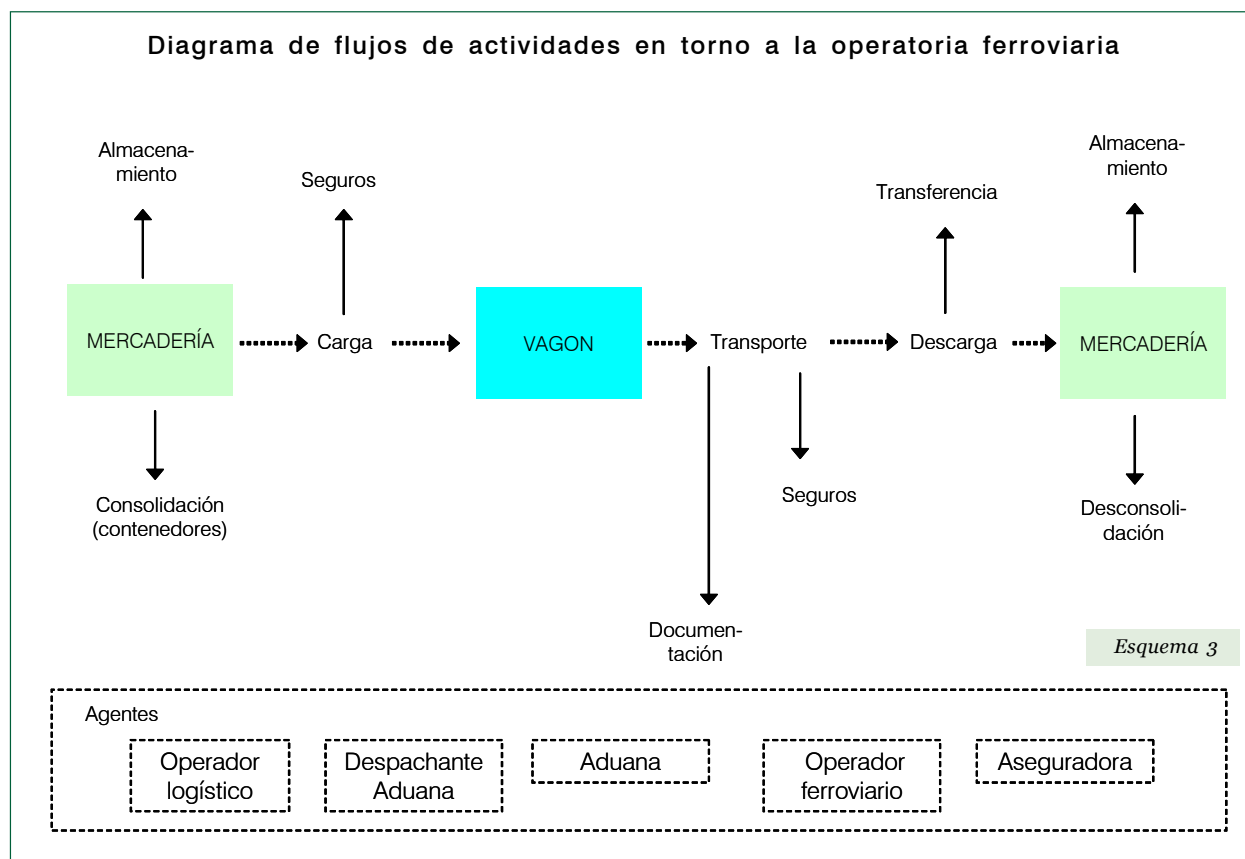 Diagrama de flujos de actividades en torno a la operatoria ferroviaria
Almacena-
miento
Seguros
Transferencia
Almacena-
miento
MERCADERÍA
Carga
VAGON
Transporte
Descarga
MERCADERÍA
Consolidación
(contenedores)
Seguros
Desconsoli-
dación
Documen-
tación
Esquema 3
Agentes
Operador
logístico
Despachante
Aduana
Aduana
Operador
ferroviario
Aseguradora